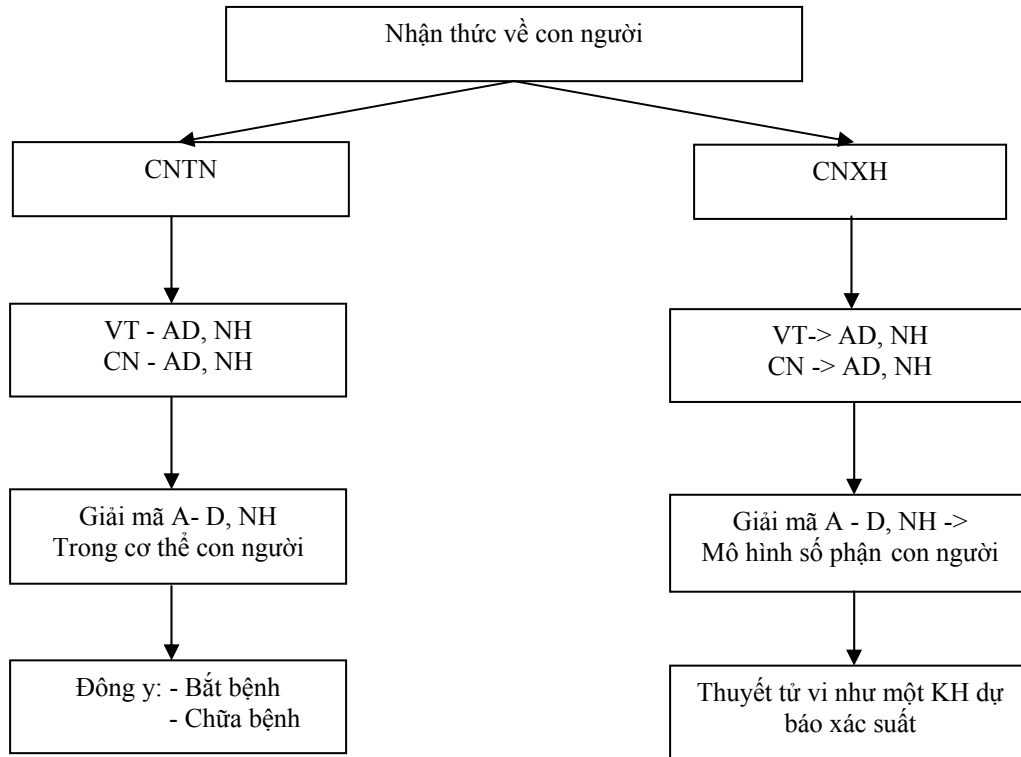 Nhận thức về con người
CNTN
CNXH
VT - AD, NH
CN - AD, NH
VT-> AD, NH
CN -> AD, NH
Giải mã A- D, NH
Trong cơ thể con người
Giải mã A - D, NH ->
Mô hình số phận con người
Đông y: - Bắt bệnh
- Chữa bệnh
Thuyết tử vi như một KH dự
báo xác suất